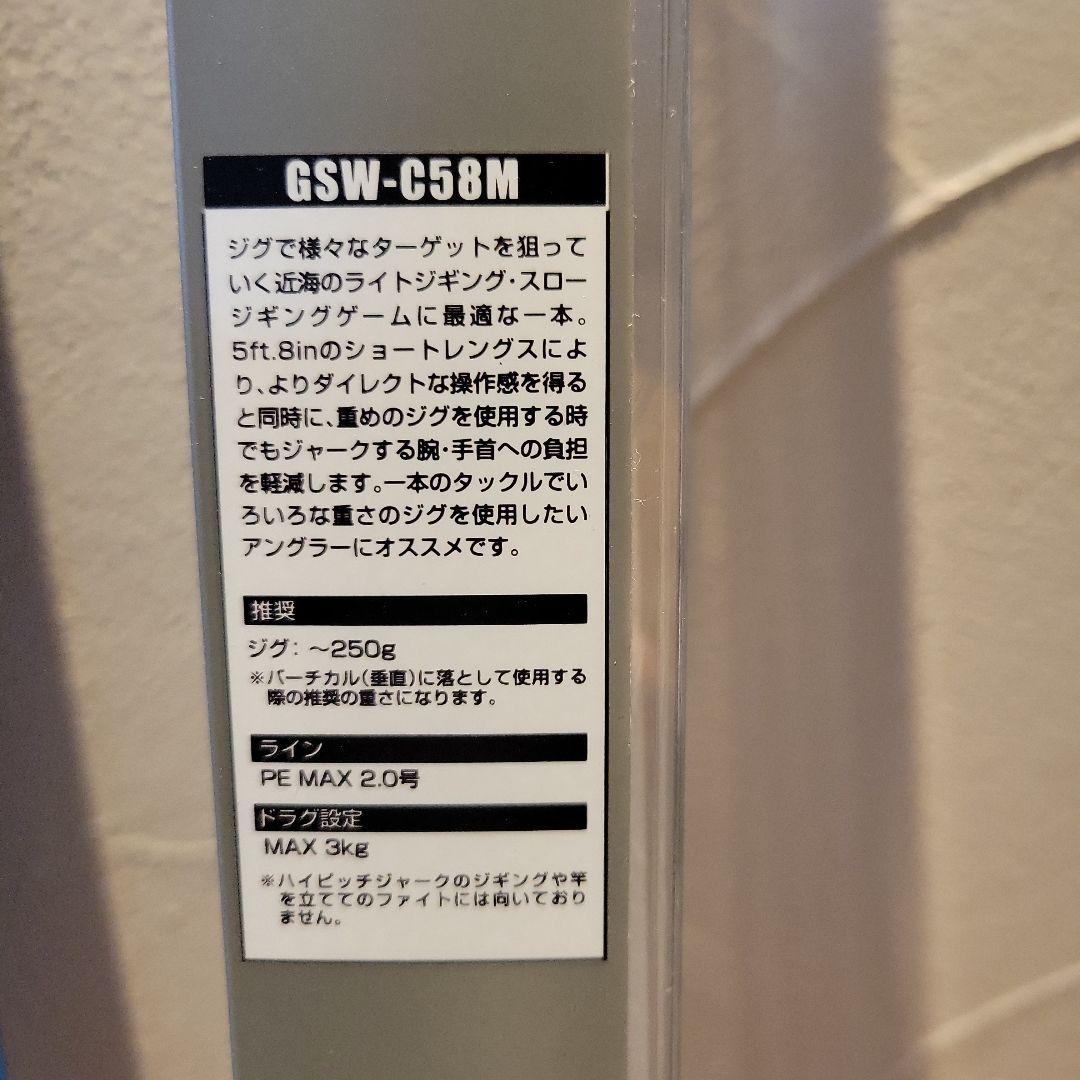 GSW-C58M
ジグで様々なターゲットを狙って
いく近海のライトジギング・スロー
ジギングゲームに最適な一本。
5ft.8inのショートレングスによ
り、よりダイレクトな操作感を得る
と同時に、重めのジグを使用する時
でもジャークする腕・手首への負担
を軽減します。一本のタックルでい
ろいろな重さのジグを使用したい
アングラーにオススメです。
推奨
ジグ：～250g
※バーチカル(垂直)に落として使用する
際の推奨の重さになります。
ライン
PE MAX 2.0号
ドラグ設定
MAX 3kg
※ハイピッチジャークのジギングや竿
を立ててのファイトには向いており
ません。